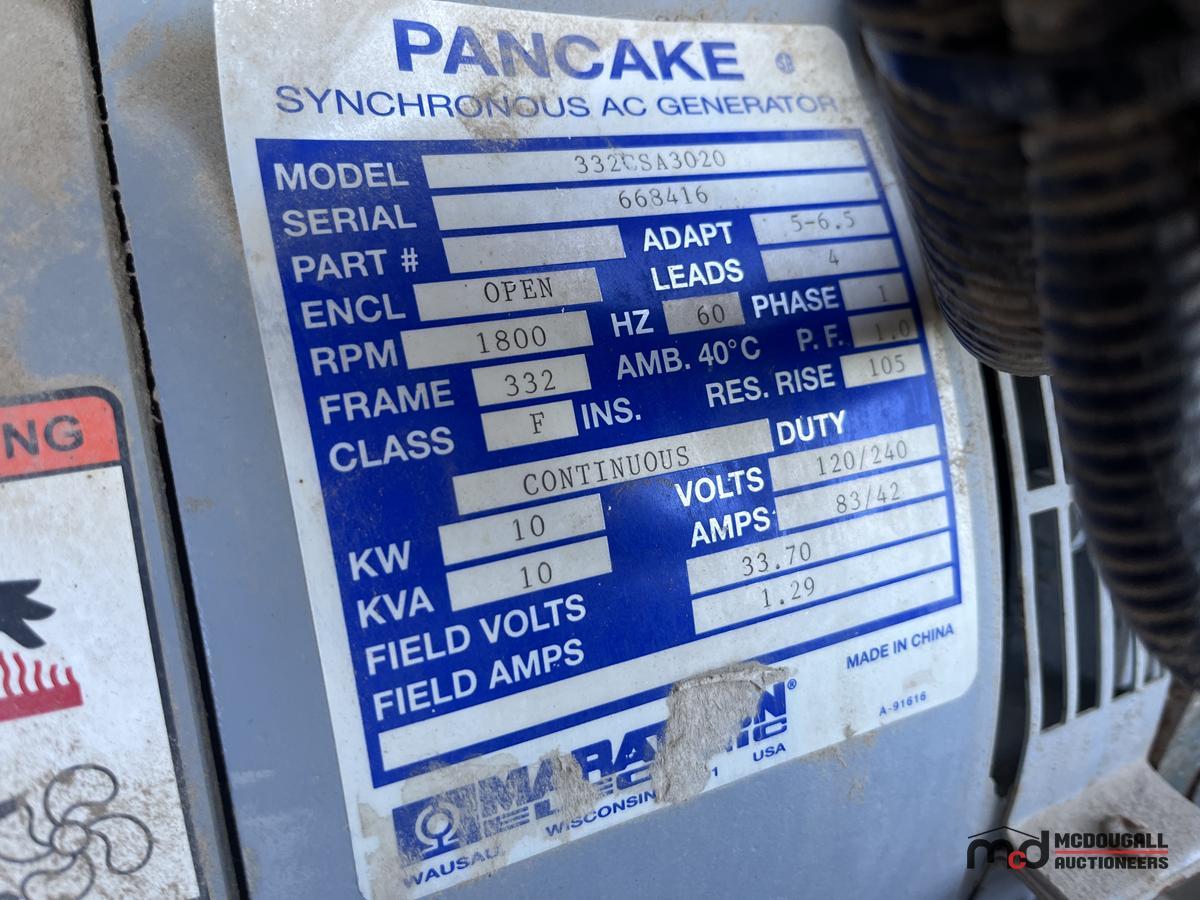 PANCAKE
SYNCHRONOUS AC GENERATOR
MODEL 332CSA3020
SERIAL 668416
PART # ADAPT 5-6.5
ENCL OPEN LEADS 4
RPM 1800 HZ 60 PHASE 1
FRAME 332 AMB. 40°C P.F. 1.0
CLASS F INS. RES. RISE 105
CONTINUOUS DUTY
KW 10 VOLTS 120/240
KVA 10 AMPS 83/42
FIELD VOLTS 33.70
FIELD AMPS 1.29
MADE IN CHINA
A-91616
WAUSAU WISCONSIN USA
NG
mcd MCDOUGALL
AUCTIONEERS